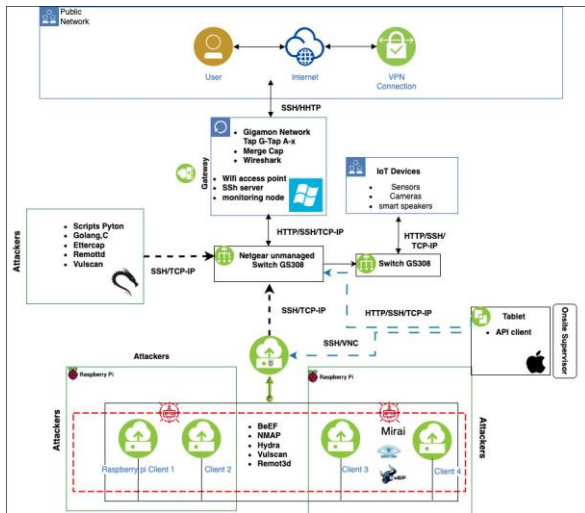 Public
Network
User
Internet
VPN
Connection
SSH/HHTP
Gateway
Gigamon Network
Tap G-Tap A-x
Merge Cap
Wireshark
Wifi access point
SSh server
monitoring node
IoT Devices
Sensors
Cameras
smart speakers
Attackers
Scripts Pyton
Golang,C
Ettercap
Remottd
Vulscan
SSH/TCP-IP
HTTP/SSH/TCP-IP
HTTP/SSH/
TCP-IP
Netgear unmanaged
Switch GS308
Switch GS308
SSH/TCP-IP
HTTP/SSH/TCP-IP
SSH/VNC
Tablet
API client
Onsite Supervisor
Attackers
Raspberry Pi
Raspberry Pi
Attackers
Attackers
BeEF
NMAP
Hydra
Vulscan
Remot3d
Mirai
Raspberry pi Client 1
Client 2
Client 3
Client 4